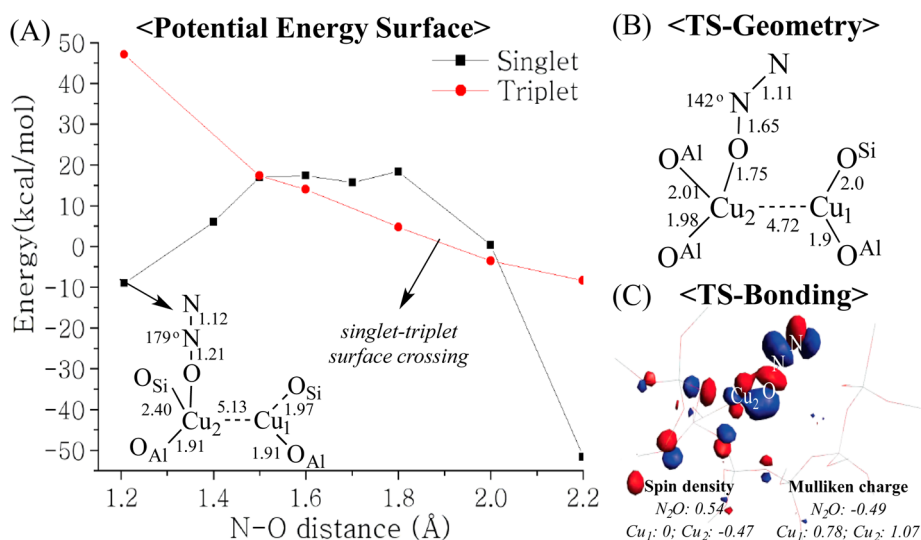 (A)
<Potential Energy Surface>
50
40
30
20
10
0
-10
-20
-30
-40
-50
Energy(kcal/mol)
Singlet
Triplet
singlet-triplet
surface crossing
N
1.12
179° N
1.21
O
OSi
OSi
2.40
5.13
1.97
Cu2
Cu1
1.91
1.91
OAl
OAl
1.2 1.4 1.6 1.8 2.0 2.2
N-O distance (Å)
(B) <TS-Geometry>
N
142° N 1.11
1.65
O
OAl
OSi
1.75
2.01
2.0
Cu2
Cu1
1.98
4.72
1.9
OAl
OAl
(C) <TS-Bonding>
N
N
Cu2 O
Spin density
Mulliken charge
N2O: 0.54
N2O: -0.49
Cu1: 0; Cu2: -0.47
Cu1: 0.78; Cu2: 1.07